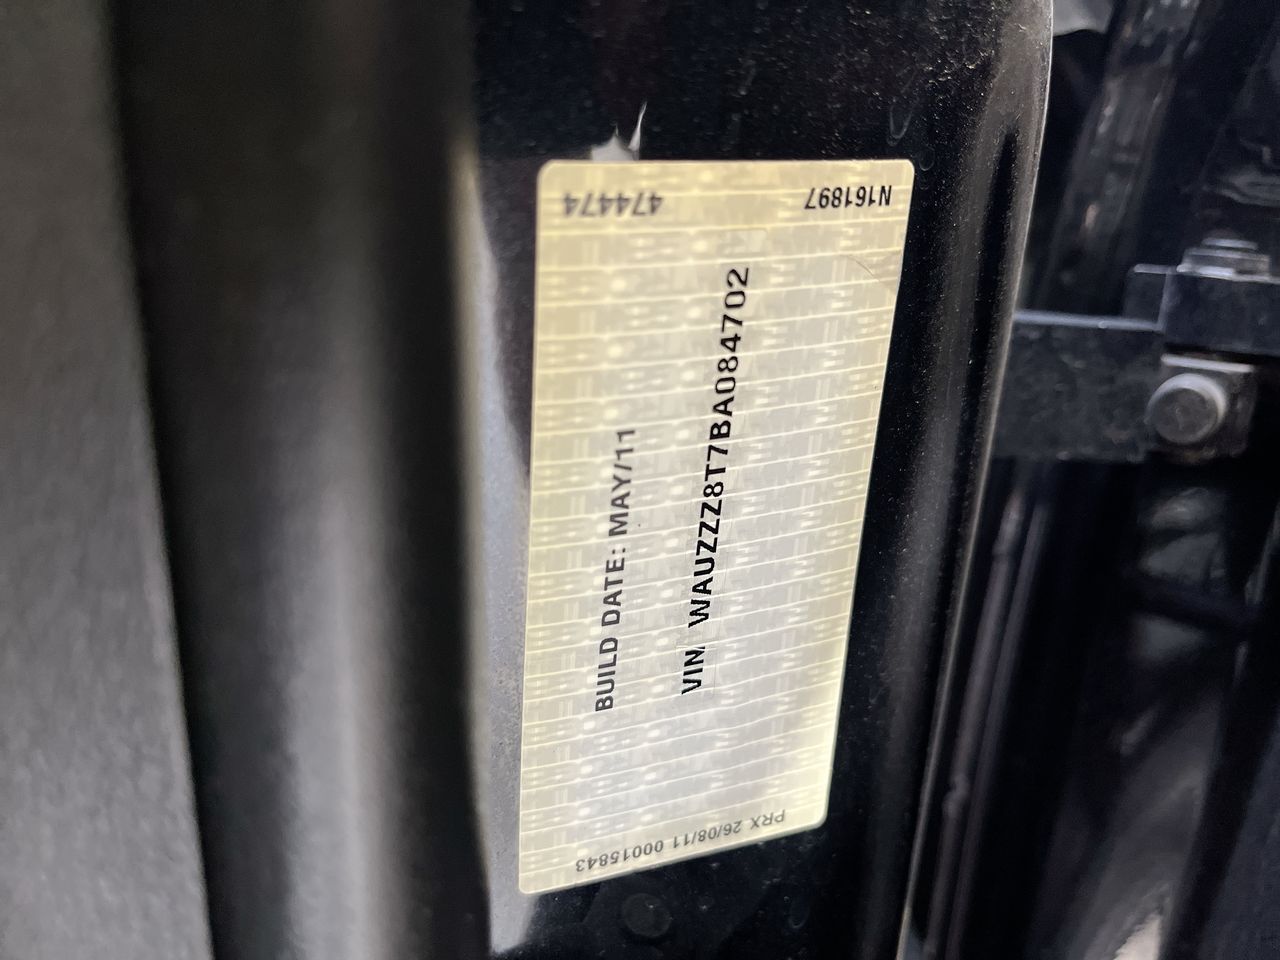 474474
N161897
BUILD DATE: MAY/11
VIN WAUZZZ8T7BA084702
PRX 26/08/11 00015843